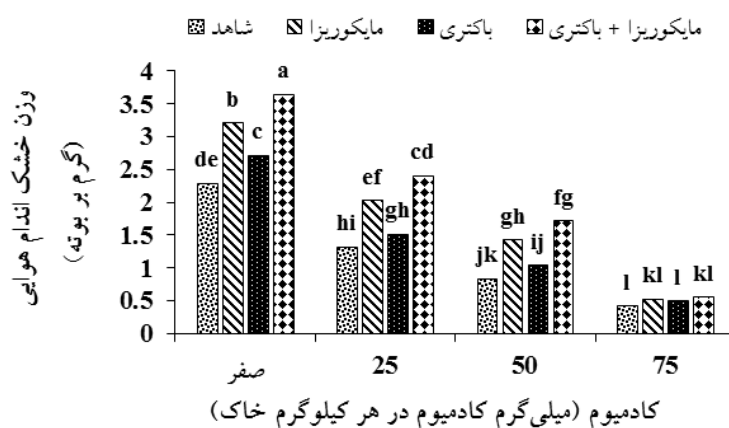 شاهد مایکوریزا باکتری مایکوریزا + باکتری
وزن خشک اندام هوایی
(گرم بر بوته)
4
3.5
3
2.5
2
1.5
1
0.5
0
de b c a
hi ef gh cd
jk gh ij fg
l kl l kl
صفر 25 50 75
کادمیوم (میلی‌گرم کادمیوم در هر کیلوگرم خاک)